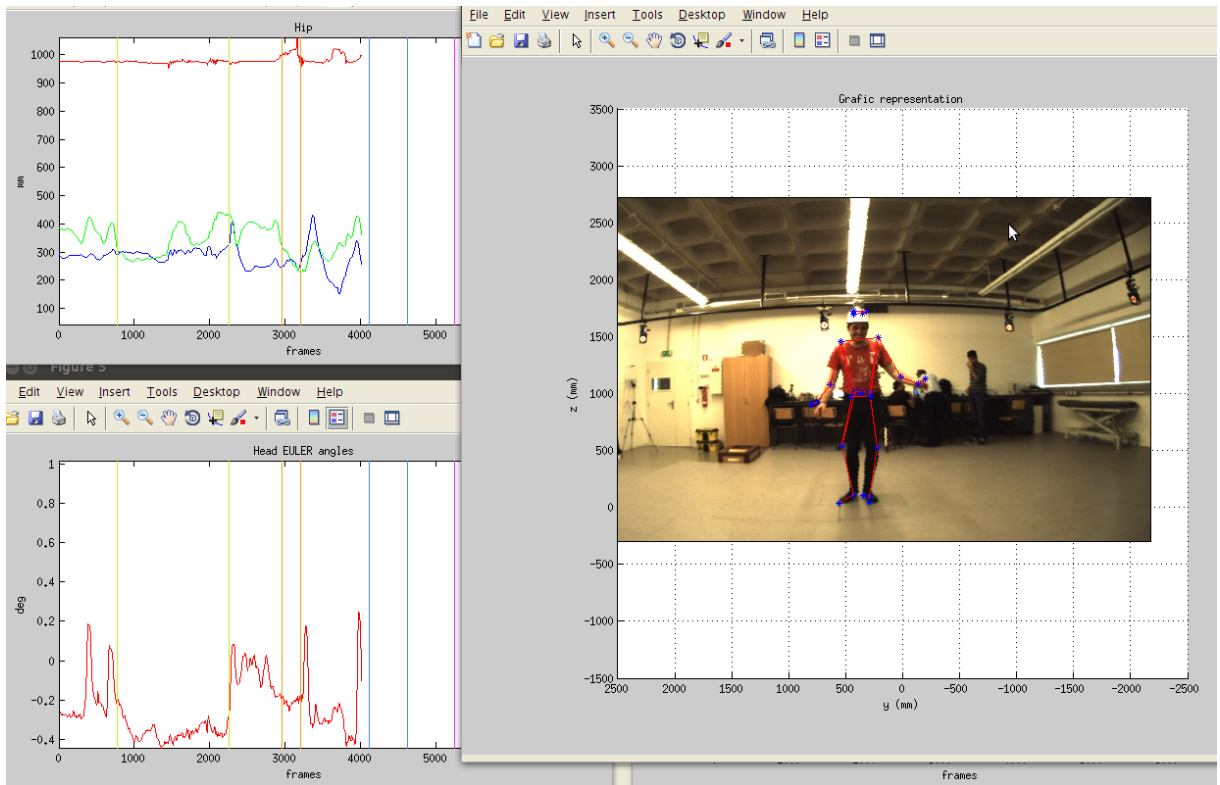 Hip
1000
900
800
700
600
500
400
300
200
100
mm
0 1000 2000 3000 4000 5000
frames
Figure 5
Edit View Insert Tools Desktop Window Help
Head EULER angles
1
0.8
0.6
0.4
0.2
0
-0.2
-0.4
deg
0 1000 2000 3000 4000 5000
frames
File Edit View Insert Tools Desktop Window Help
Grafic representation
3500
3000
2500
2000
1500
1000
500
0
-500
-1000
-1500
z (mm)
2500 2000 1500 1000 500 0 -500 -1000 -1500 -2000 -2500
y (mm)
frames